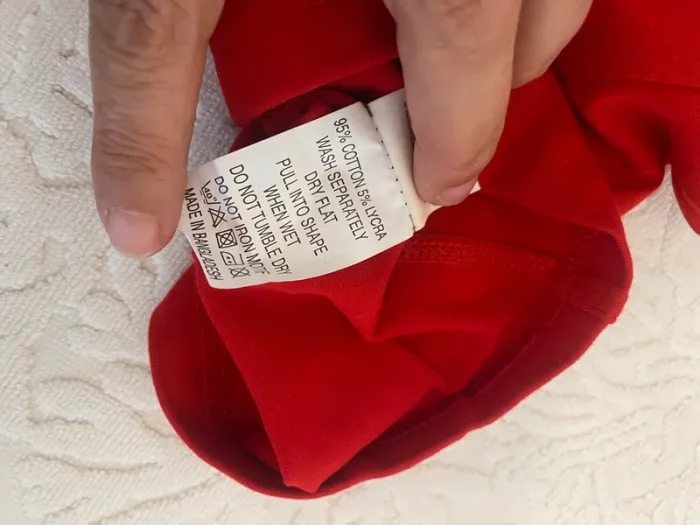 95% COTTON 5% LYCRA
WASH SEPARATELY
DRY FLAT
PULL INTO SHAPE
WHEN WET
DO NOT TUMBLE DRY
DO NOT IRON MOTIF
40°
MADE IN BANGLADESH